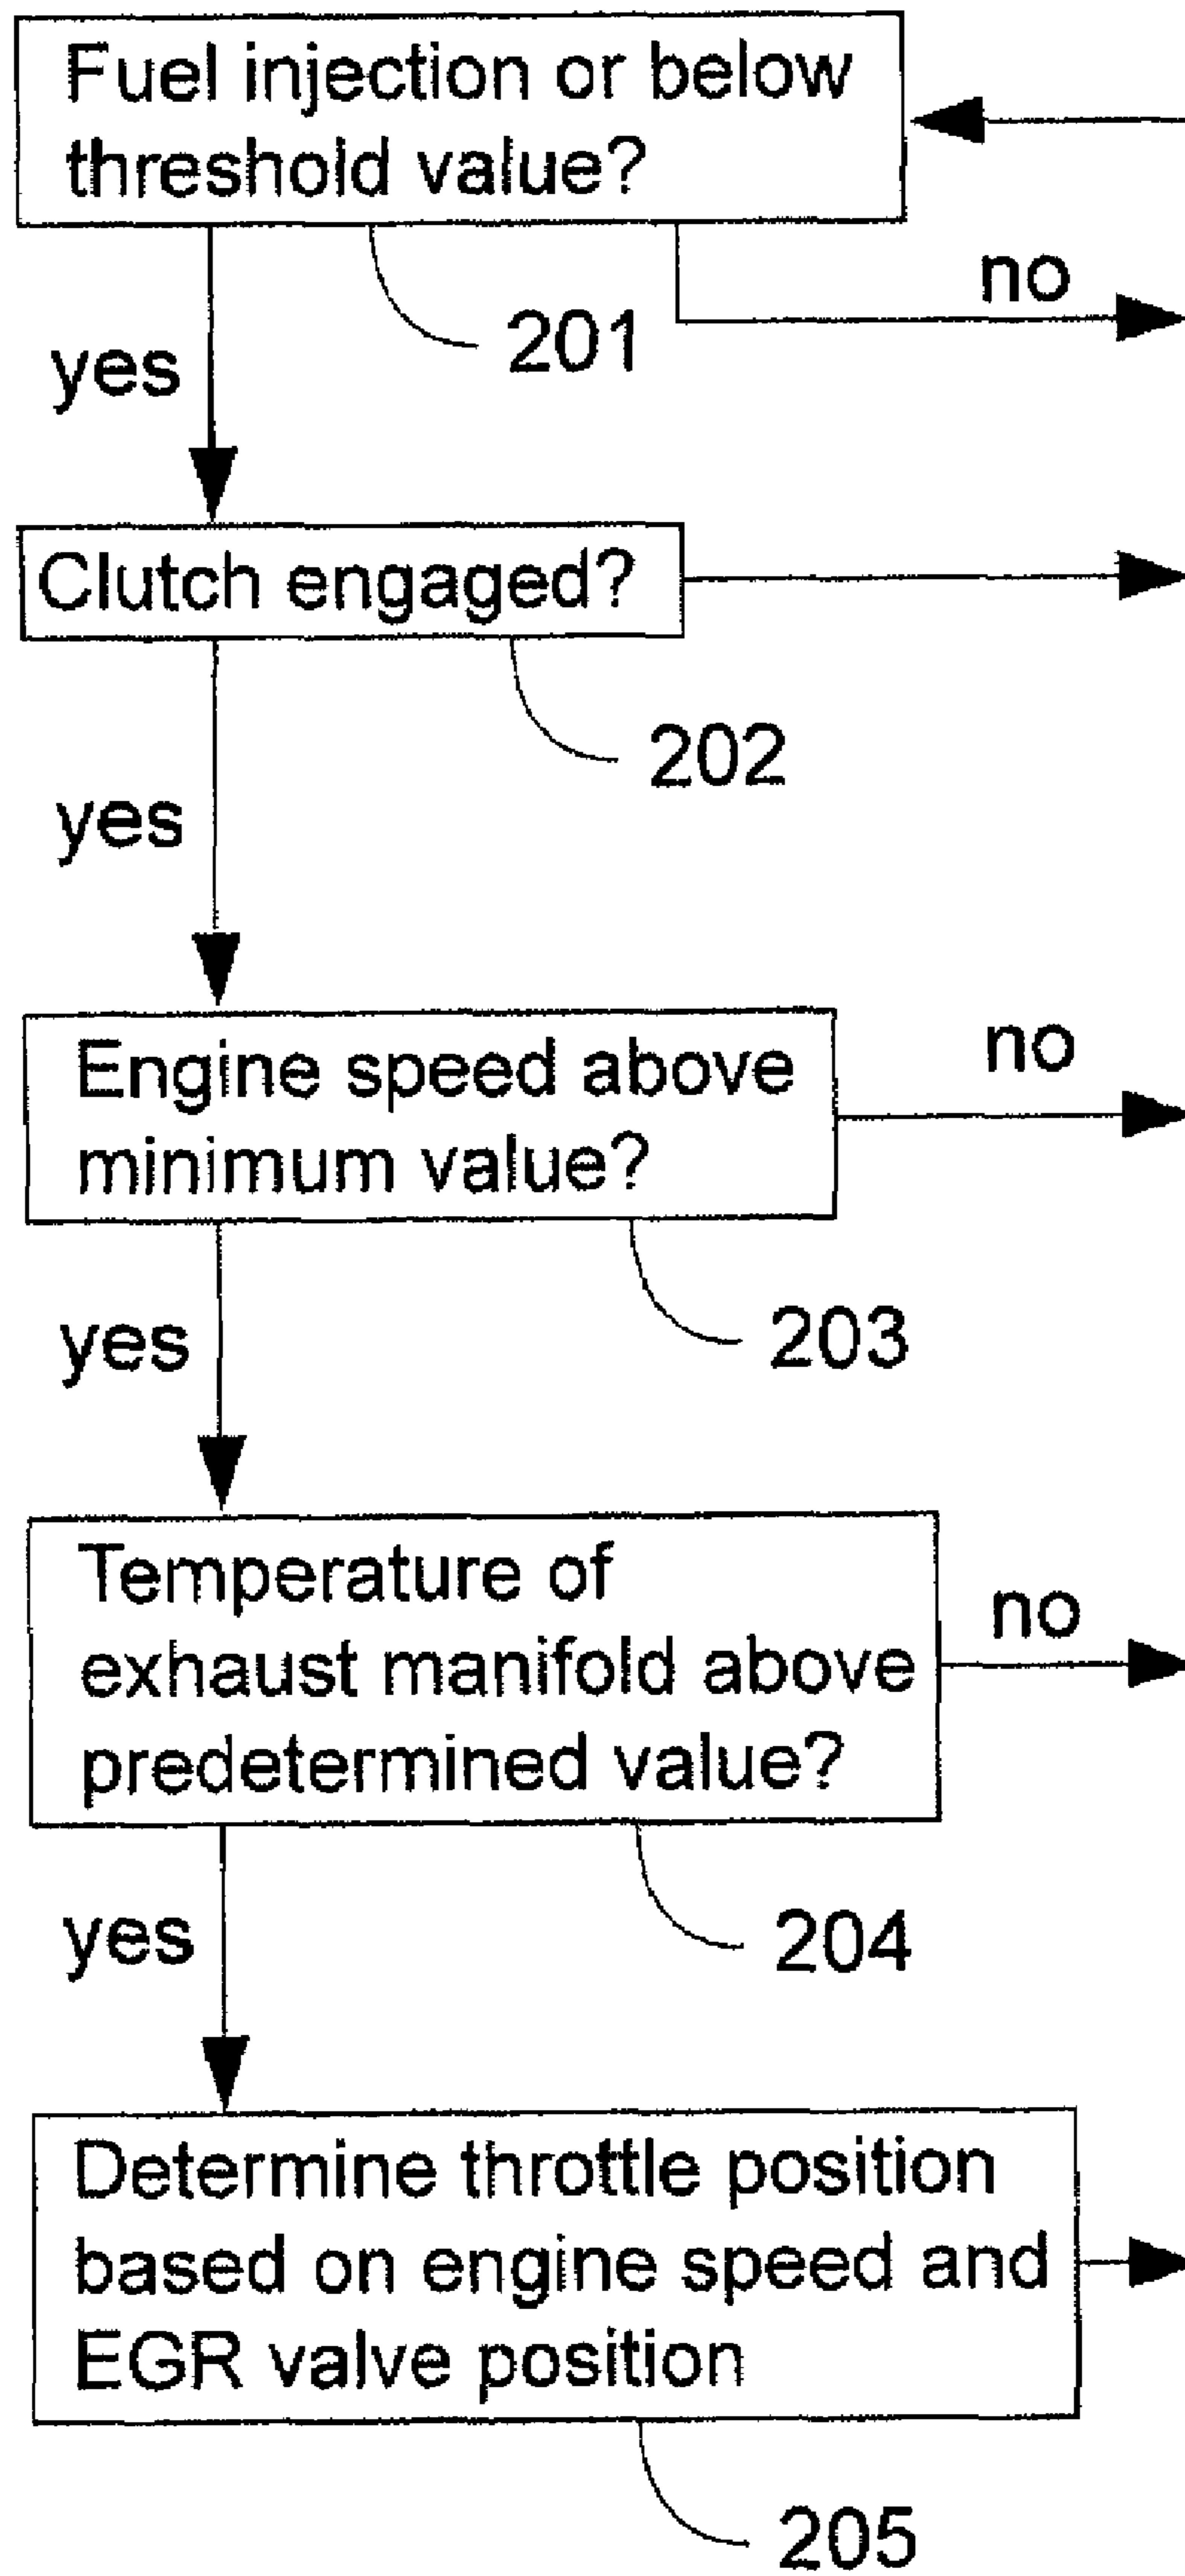 Fuel injection or below
threshold value?
no
201
yes
Clutch engaged?
202
yes
Engine speed above
minimum value?
no
203
yes
Temperature of
exhaust manifold above
predetermined value?
no
204
yes
Determine throttle position
based on engine speed and
EGR valve position
205